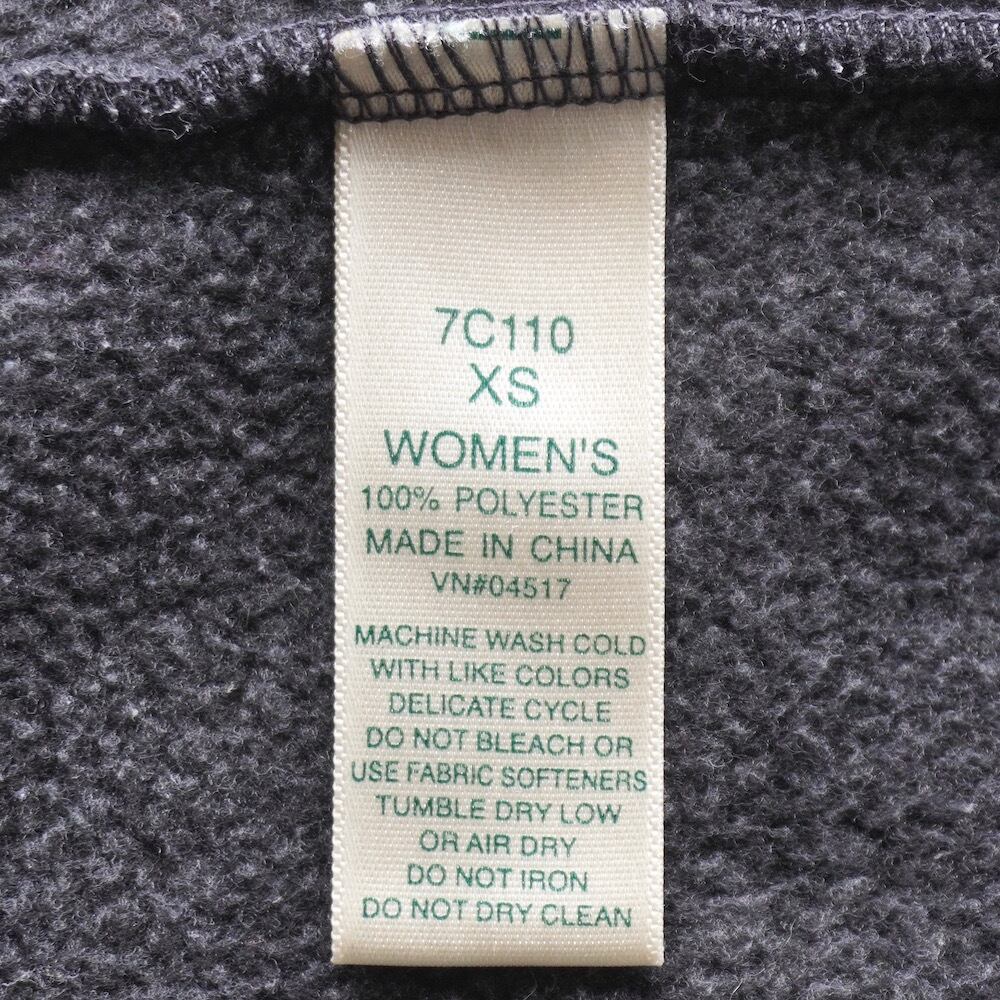 7C110
XS
WOMEN'S
100% POLYESTER
MADE IN CHINA
VN#04517
MACHINE WASH COLD
WITH LIKE COLORS
DELICATE CYCLE
DO NOT BLEACH OR
USE FABRIC SOFTENERS
TUMBLE DRY LOW
OR AIR DRY
DO NOT IRON
DO NOT DRY CLEAN